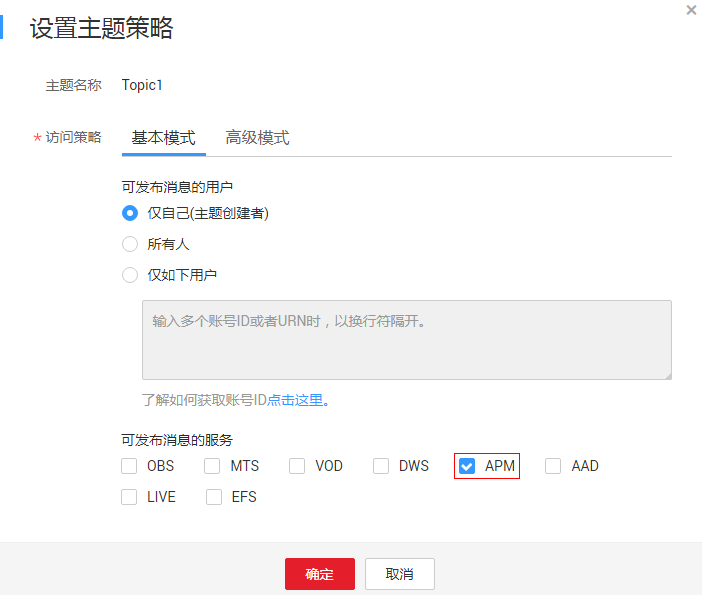 设置主题策略
主题名称 Topic1
* 访问策略 基本模式 高级模式
可发布消息的用户
仅自己(主题创建者)
所有人
仅如下用户
输入多个账号ID或者URN时，以换行符隔开。
了解如何获取账号ID点击这里。
可发布消息的服务
OBS MTS VOD DWS APM AAD
LIVE EFS
确定 取消